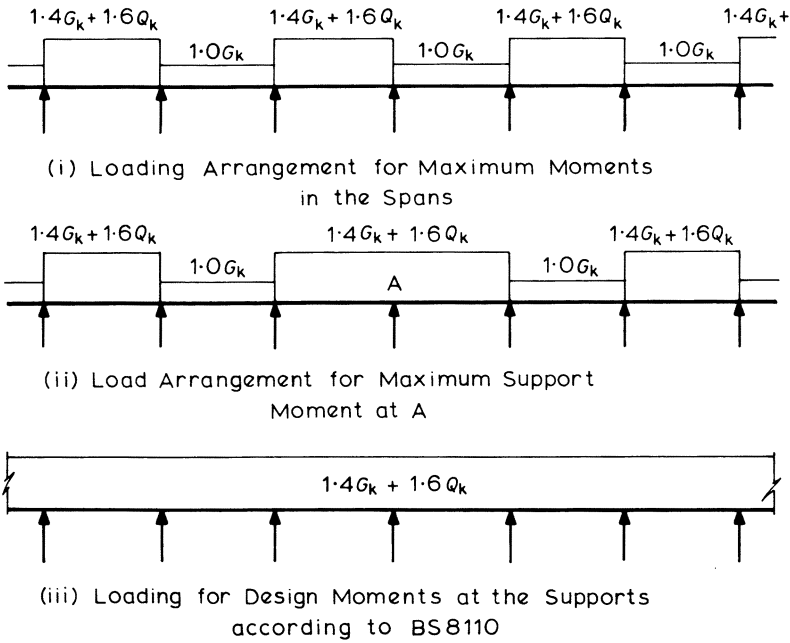 1·4Gk + 1·6Qk 1·4Gk + 1·6Qk 1·4Gk + 1·6Qk 1·4Gk +
1·0Gk 1·0Gk 1·0Gk
(i) Loading Arrangement for Maximum Moments
in the Spans
1·4Gk + 1·6Qk 1·4Gk + 1·6Qk 1·4Gk + 1·6Qk
1·0Gk 1·0Gk
A
(ii) Load Arrangement for Maximum Support
Moment at A
1·4Gk + 1·6Qk
(iii) Loading for Design Moments at the Supports
according to BS8110